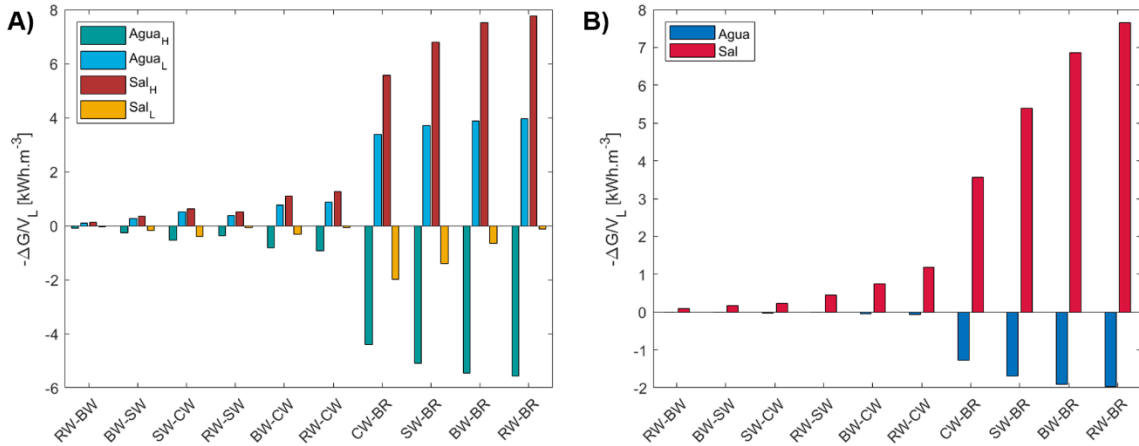 A)
Agua_H
Agua_L
Sal_H
Sal_L
-ΔG/V_L [kWh.m^-3]
8
6
4
2
0
-2
-4
-6
RW-BW
BW-SW
SW-CW
RW-SW
BW-CW
RW-CW
CW-BR
SW-BR
BW-BR
RW-BR
B)
Agua
Sal
-ΔG/V_L [kWh.m^-3]
8
7
6
5
4
3
2
1
0
-1
-2
RW-BW
BW-SW
SW-CW
RW-SW
BW-CW
RW-CW
CW-BR
SW-BR
BW-BR
RW-BR